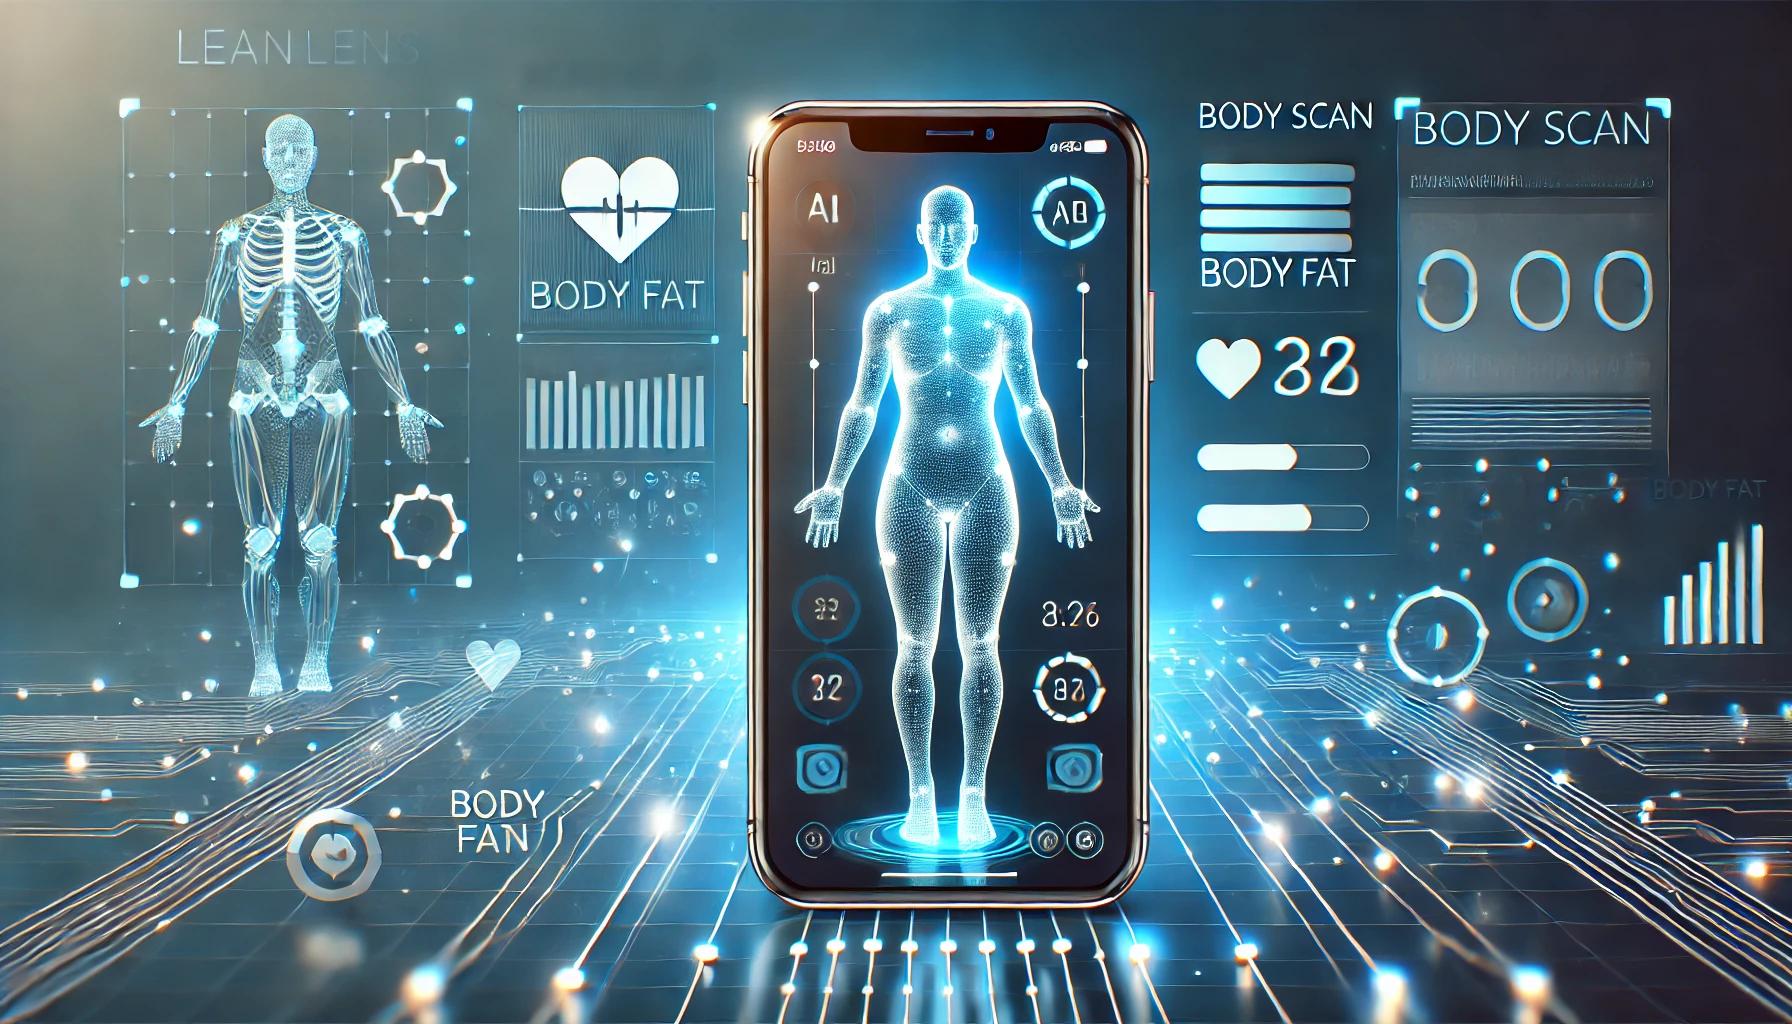 LEAN LENS
BODY FAT
AI
32
8:26
BODY
FAN
BODY SCAN
BODY FAT
32
BODY SCAN
000
BODY FAT